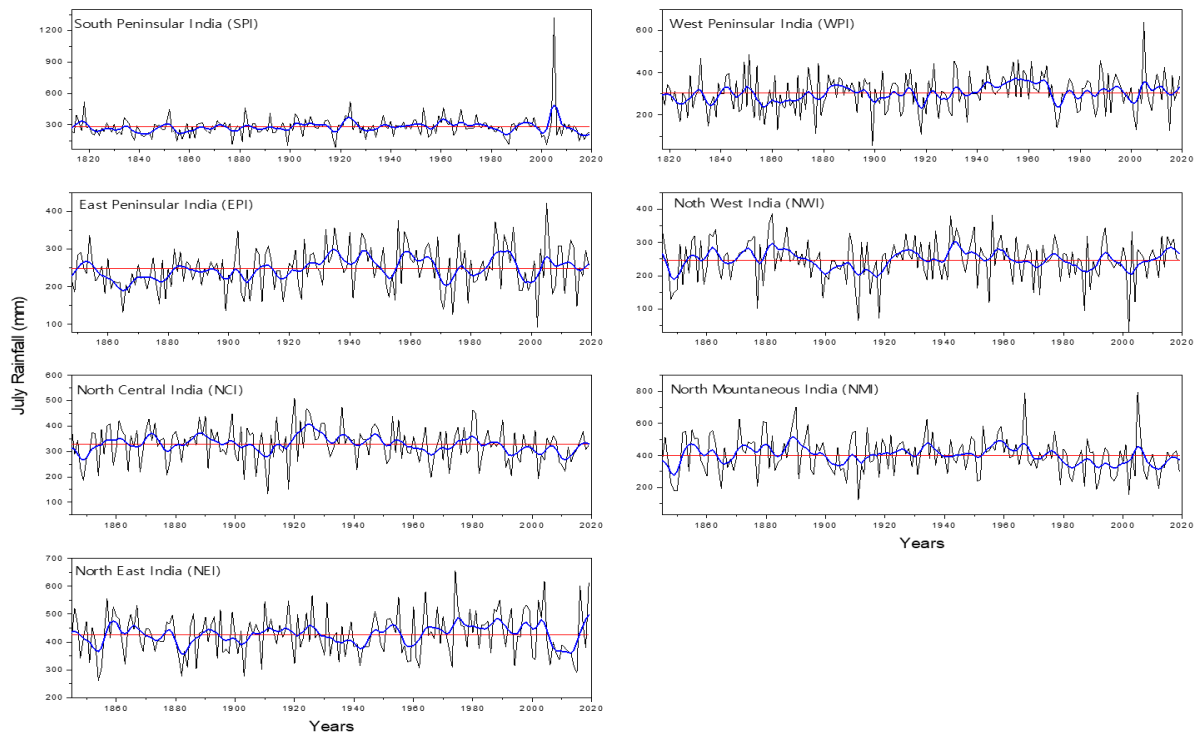 South Peninsular India (SPI)
1200
900
600
300
1820 1840 1860 1880 1900 1920 1940 1960 1980 2000 2020
West Peninsular India (WPI)
600
400
200
1820 1840 1860 1880 1900 1920 1940 1960 1980 2000 2020
East Peninsular India (EPI)
400
300
200
100
1860 1880 1900 1920 1940 1960 1980 2000 2020
Noth West India (NWI)
400
300
200
100
1860 1880 1900 1920 1940 1960 1980 2000 2020
July Rainfall (mm)
North Central India (NCI)
600
500
400
300
200
100
1860 1880 1900 1920 1940 1960 1980 2000 2020
North Mountaneous India (NMI)
800
600
400
200
1860 1880 1900 1920 1940 1960 1980 2000 2020
Years
North East India (NEI)
700
600
500
400
300
200
1860 1880 1900 1920 1940 1960 1980 2000 2020
Years